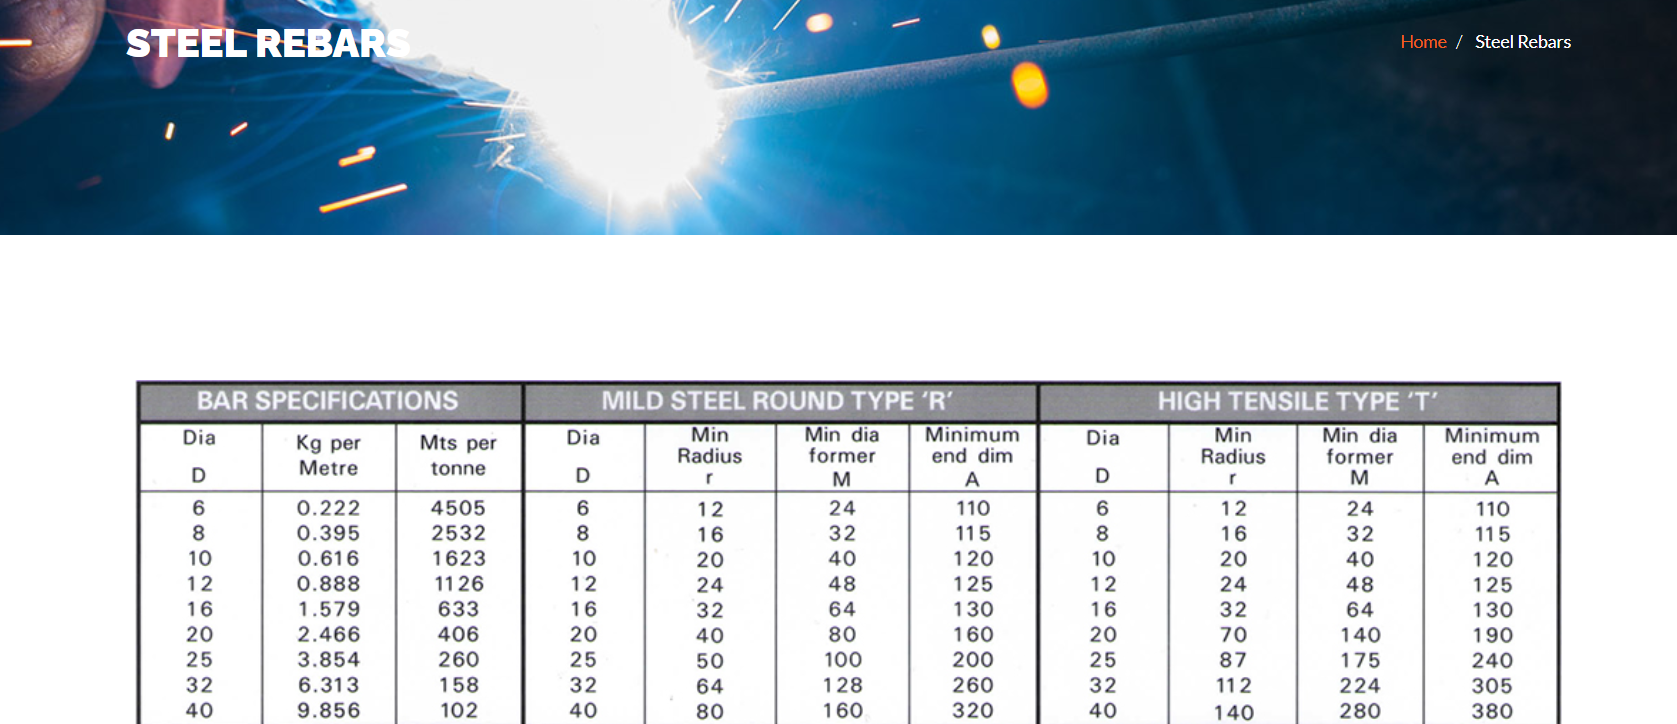 STEEL REBARS
Home / Steel Rebars
BAR SPECIFICATIONS MILD STEEL ROUND TYPE ‘R’ HIGH TENSILE TYPE ‘T’
Dia D Kg per Metre Mts per tonne Dia D Min Radius r Min dia former M Minimum end dim A Dia D Min Radius r Min dia former M Minimum end dim A
6 0.222 4505 6 12 24 110 6 12 24 110
8 0.395 2532 8 16 32 115 8 16 32 115
10 0.616 1623 10 20 40 120 10 20 40 120
12 0.888 1126 12 24 48 125 12 24 48 125
16 1.579 633 16 32 64 130 16 32 64 130
20 2.466 406 20 40 80 160 20 70 140 190
25 3.854 260 25 50 100 200 25 87 175 240
32 6.313 158 32 64 128 260 32 112 224 305
40 9.856 102 40 80 160 320 40 140 280 380